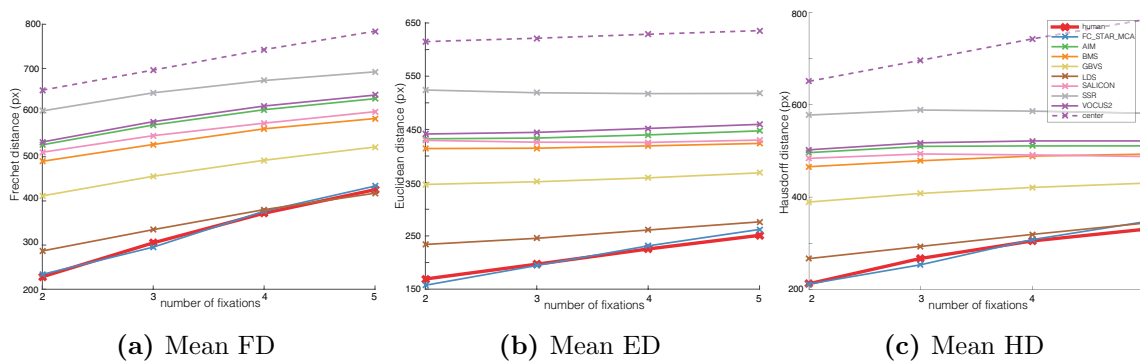 800
700
600
500
400
300
200
Frechet distance (px)
2 3 4 5
number of fixations
(a) Mean FD
650
550
450
350
250
150
Euclidean distance (px)
2 3 4 5
number of fixations
(b) Mean ED
800
600
400
200
Hausdorff distance (px)
2 3 4
number of fixations
human
FC_STAR_MCA
AIM
BMS
GBVS
LDS
SALICON
SSR
VOCUS2
center
(c) Mean HD